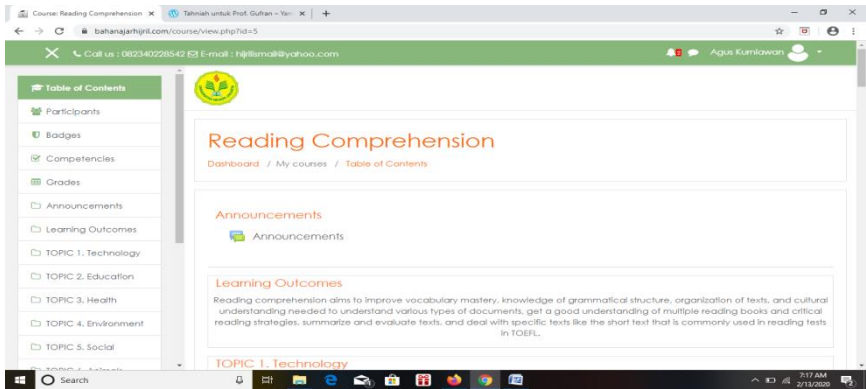 Course: Reading Comprehension
Tahniah untuk Prof. Gufran – Yan
bahanajarhijril.com/course/view.php?id=5
Call us : 082340228542 E-mail : hijrilismail@yahoo.com
Agus Kurniawan
Table of Contents
Participants
Badges
Competencies
Grades
Announcements
Learning Outcomes
TOPIC 1. Technology
TOPIC 2. Education
TOPIC 3. Health
TOPIC 4. Environment
TOPIC 5. Social
TOPIC 6. Animals
Reading Comprehension
Dashboard / My courses / Table of Contents
Announcements
Announcements
Learning Outcomes
Reading comprehension aims to improve vocabulary mastery, knowledge of grammatical structure, organization of texts, and cultural
understanding needed to understand various types of documents, get a good understanding of multiple reading books and critical
reading strategies, summarize and evaluate texts, and deal with specific texts like the short text that is commonly used in reading tests
in TOEFL.
TOPIC 1. Technology
Search
7:17 AM
2/13/2020